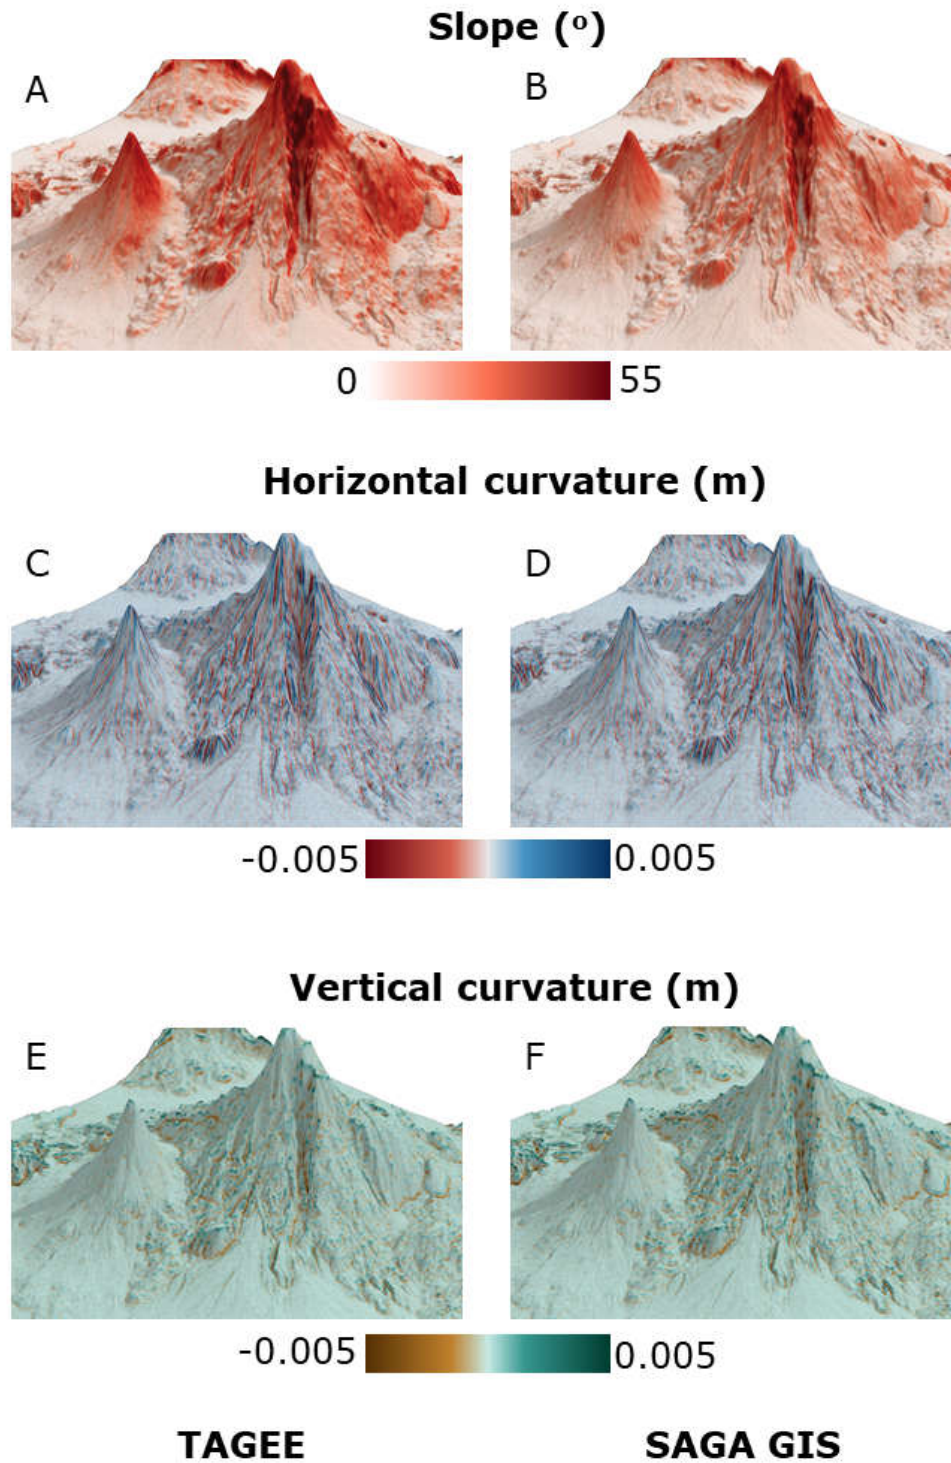 Slope (º)
A B
0 55
Horizontal curvature (m)
C D
-0.005 0.005
Vertical curvature (m)
E F
-0.005 0.005
TAGEE SAGA GIS